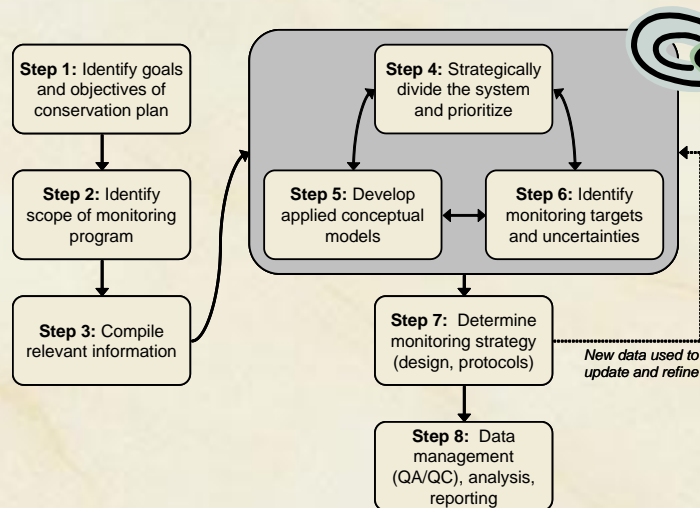 Step 1: Identify goals
and objectives of
conservation plan
Step 2: Identify
scope of monitoring
program
Step 3: Compile
relevant information
Step 4: Strategically
divide the system
and prioritize
Step 5: Develop
applied conceptual
models
Step 6: Identify
monitoring targets
and uncertainties
Step 7: Determine
monitoring strategy
(design, protocols)
New data used to
update and refine
Step 8: Data
management
(QA/QC), analysis,
reporting